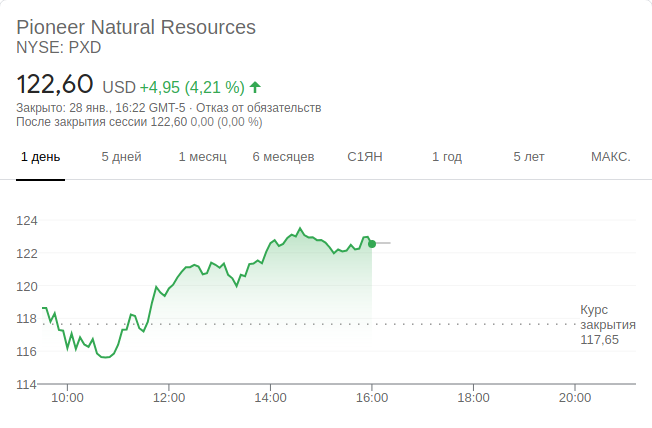 Pioneer Natural Resources
NYSE: PXD
122,60 USD +4,95 (4,21 %)
Закрыто: 28 янв., 16:22 GMT-5 · Отказ от обязательств
После закрытия сессии 122,60 0,00 (0,00 %)
1 день 5 дней 1 месяц 6 месяцев С1ЯН 1 год 5 лет МАКС.
124
122
120
118
116
114
Курс
закрытия
117,65
10:00 12:00 14:00 16:00 18:00 20:00